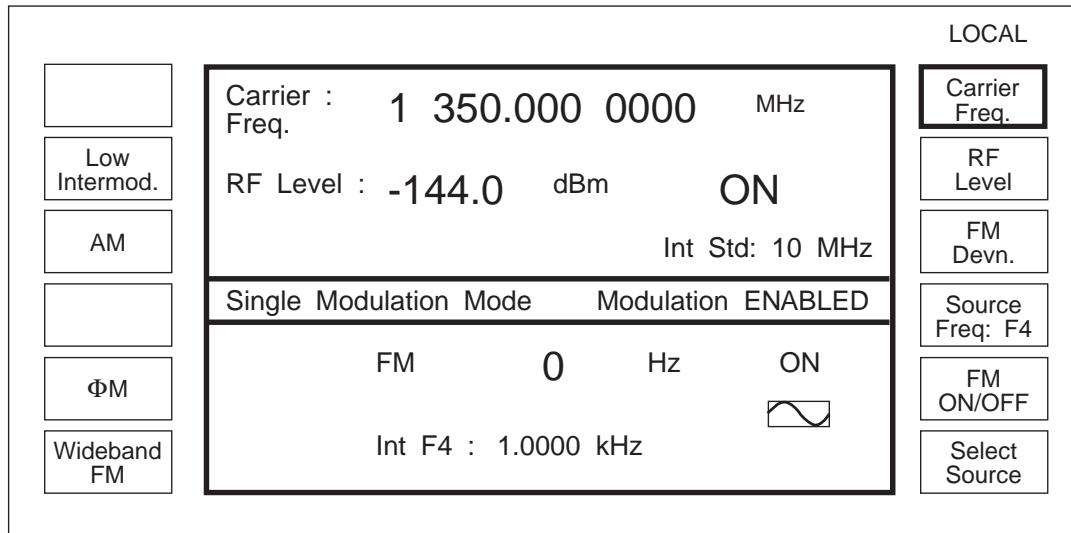 LOCAL
Carrier :
Freq.
1 350.000 0000
MHz
RF Level :
-144.0
dBm
ON
Int Std: 10 MHz
Single Modulation Mode
Modulation ENABLED
FM
0
Hz
ON
Int F4 : 1.0000 kHz
Low
Intermod.
AM
ΦM
Wideband
FM
Carrier
Freq.
RF
Level
FM
Devn.
Source
Freq: F4
FM
ON/OFF
Select
Source